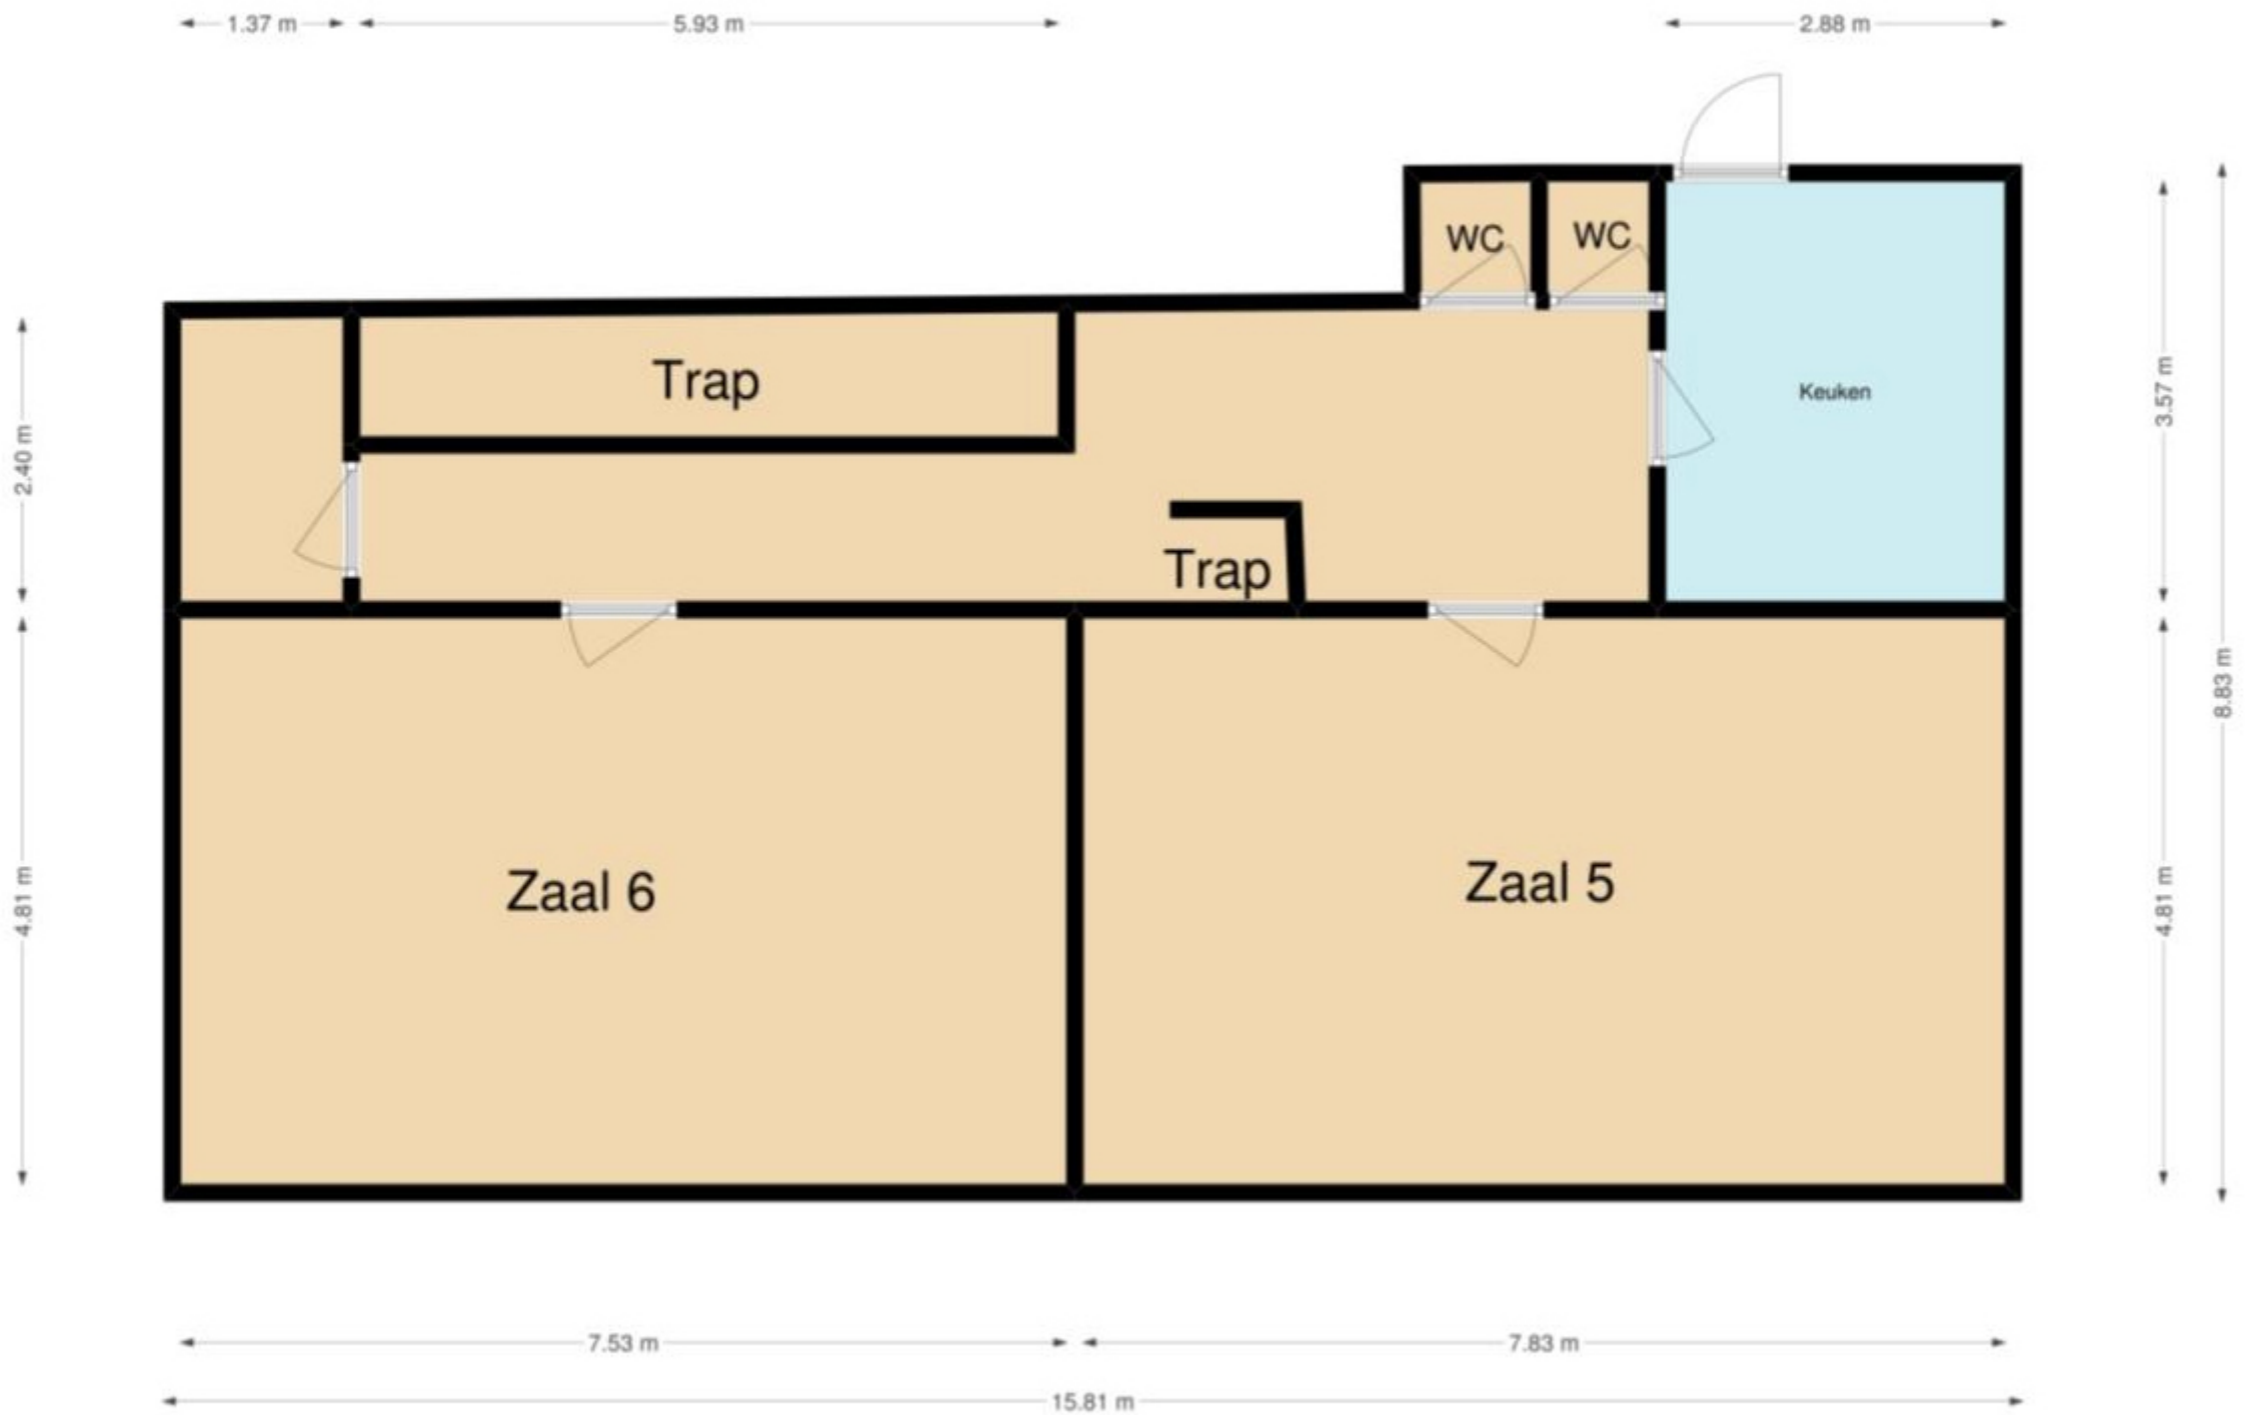 1.37 m
5.93 m
2.88 m
WC
WC
Trap
Keuken
2.40 m
3.57 m
Trap
8.83 m
Zaal 6
Zaal 5
4.81 m
4.81 m
7.53 m
7.83 m
15.81 m